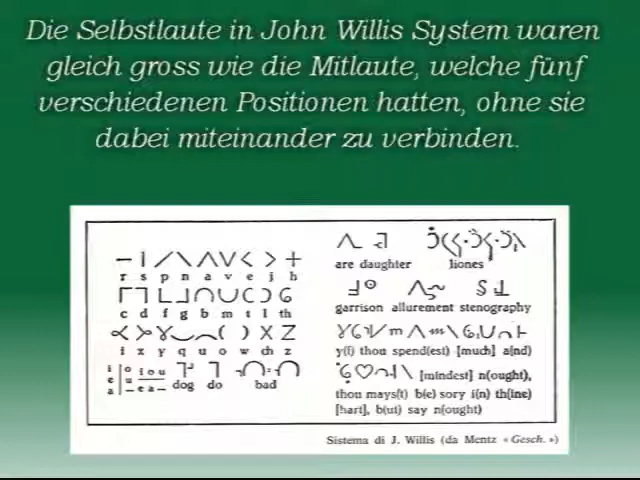 Die Selbstlaute in John Willis System waren
gleich gross wie die Mitlaute, welche fünf
verschiedenen Positionen hatten, ohne sie
dabei miteinander zu verbinden.
r s p n a v e j h
c d f g b m t l th
i z y q u o w ch z
dog do bad
are daughter liones
garrison allurement stenography
y(i) thou spend(est) [much] a(nd)
[mindest] n(ought),
thou mays(t) b(e) sory i(n) th(ine)
[hart], b(ut) say n(ought)
Sistema di J. Willis (da Mentz « Gesch. »)